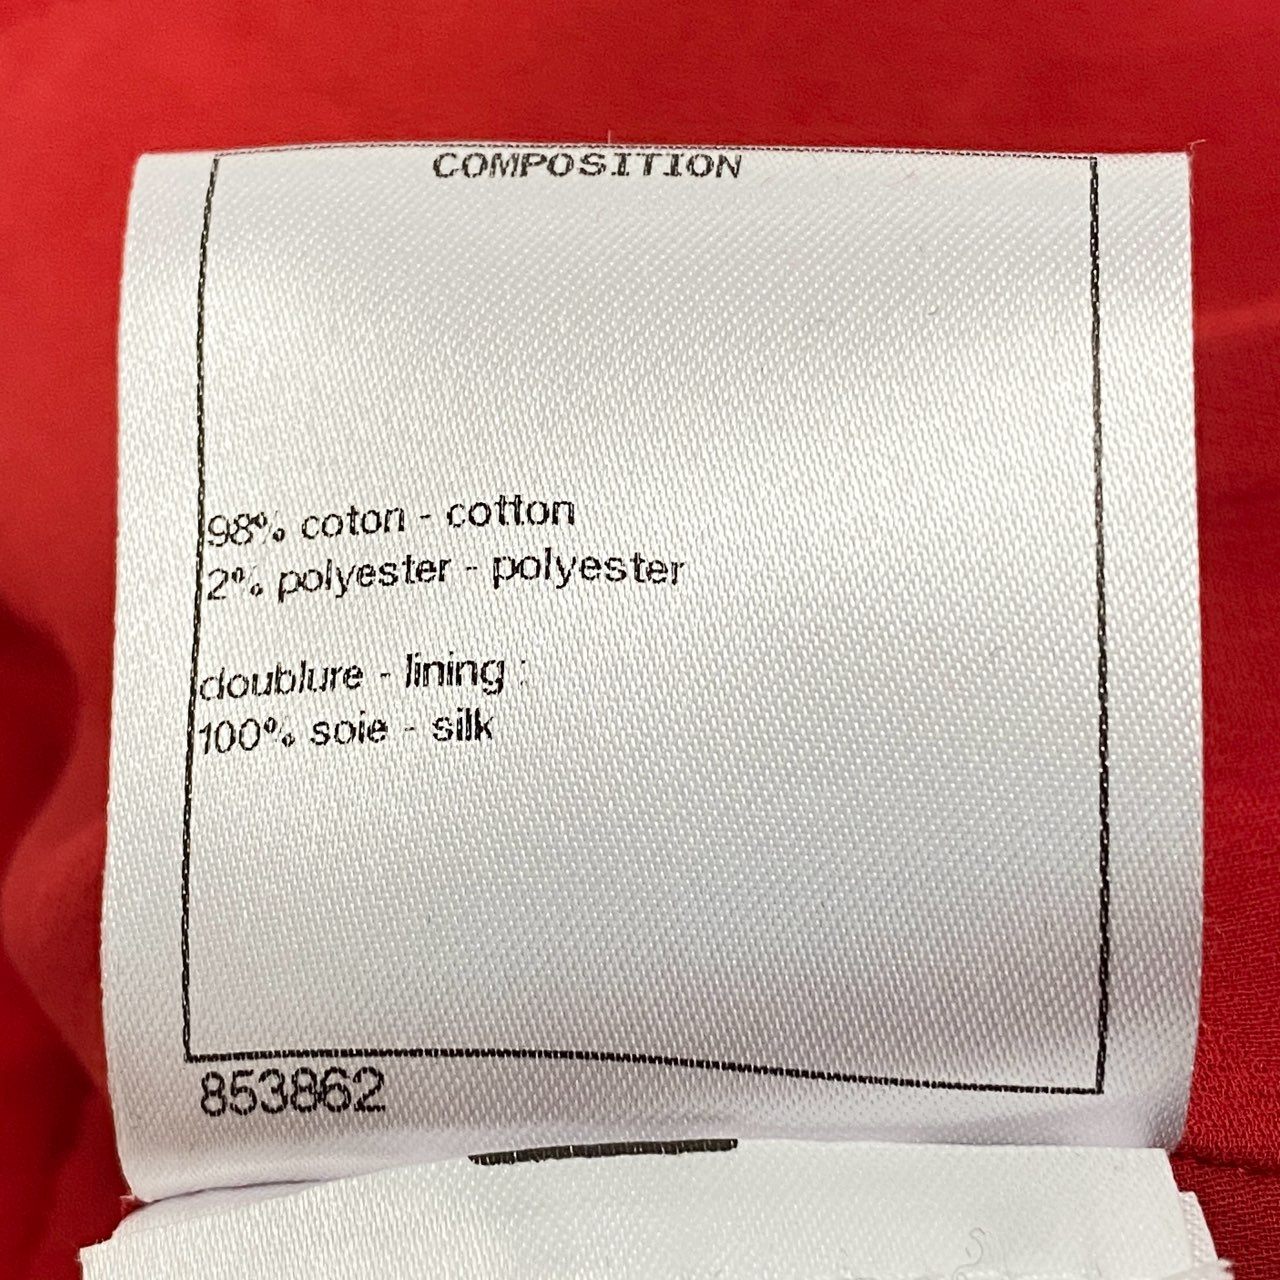 COMPOSITION
98% coton - cotton
2% polyester - polyester
doublure - lining :
100% soie - silk
853862